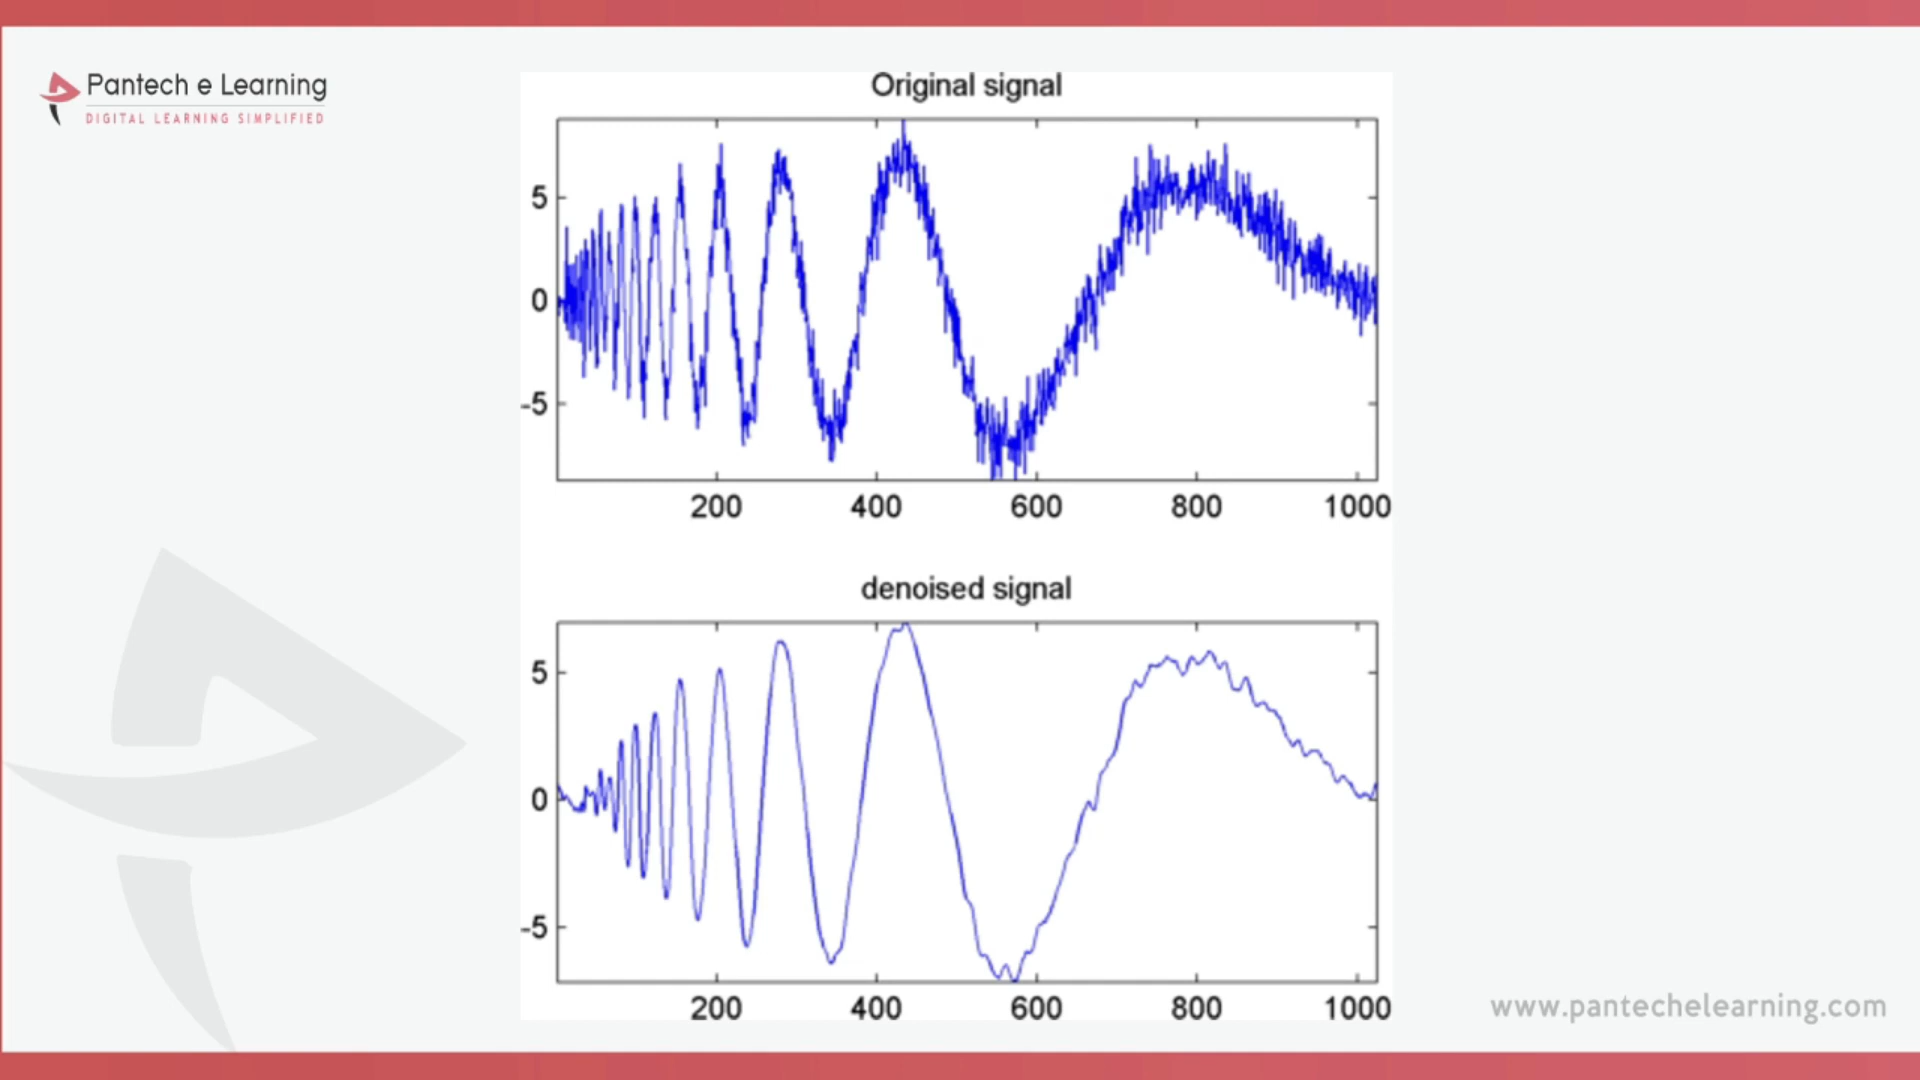 Pantech e Learning
DIGITAL LEARNING SIMPLIFIED
Original signal
5
0
-5
200 400 600 800 1000
denoised signal
5
0
-5
200 400 600 800 1000
www.pantechelearning.com